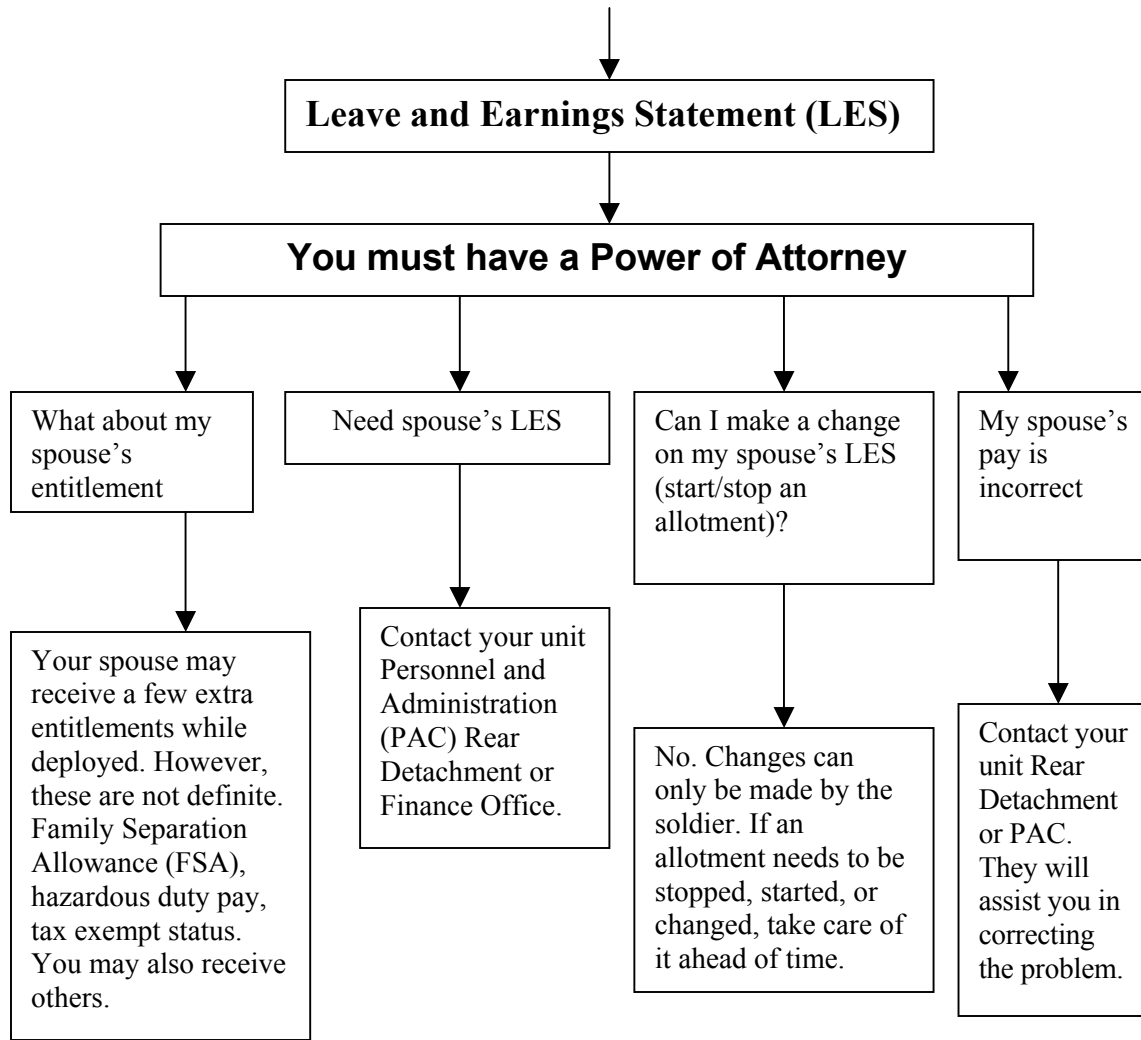 Leave and Earnings Statement (LES)
You must have a Power of Attorney
What about my
spouse’s
entitlement
Need spouse’s LES
Can I make a change
on my spouse’s LES
(start/stop an
allotment)?
My spouse’s
pay is
incorrect
Your spouse may
receive a few extra
entitlements while
deployed. However,
these are not definite.
Family Separation
Allowance (FSA),
hazardous duty pay,
tax exempt status.
You may also receive
others.
Contact your unit
Personnel and
Administration
(PAC) Rear
Detachment or
Finance Office.
No. Changes can
only be made by the
soldier. If an
allotment needs to be
stopped, started, or
changed, take care of
it ahead of time.
Contact your
unit Rear
Detachment
or PAC.
They will
assist you in
correcting
the problem.